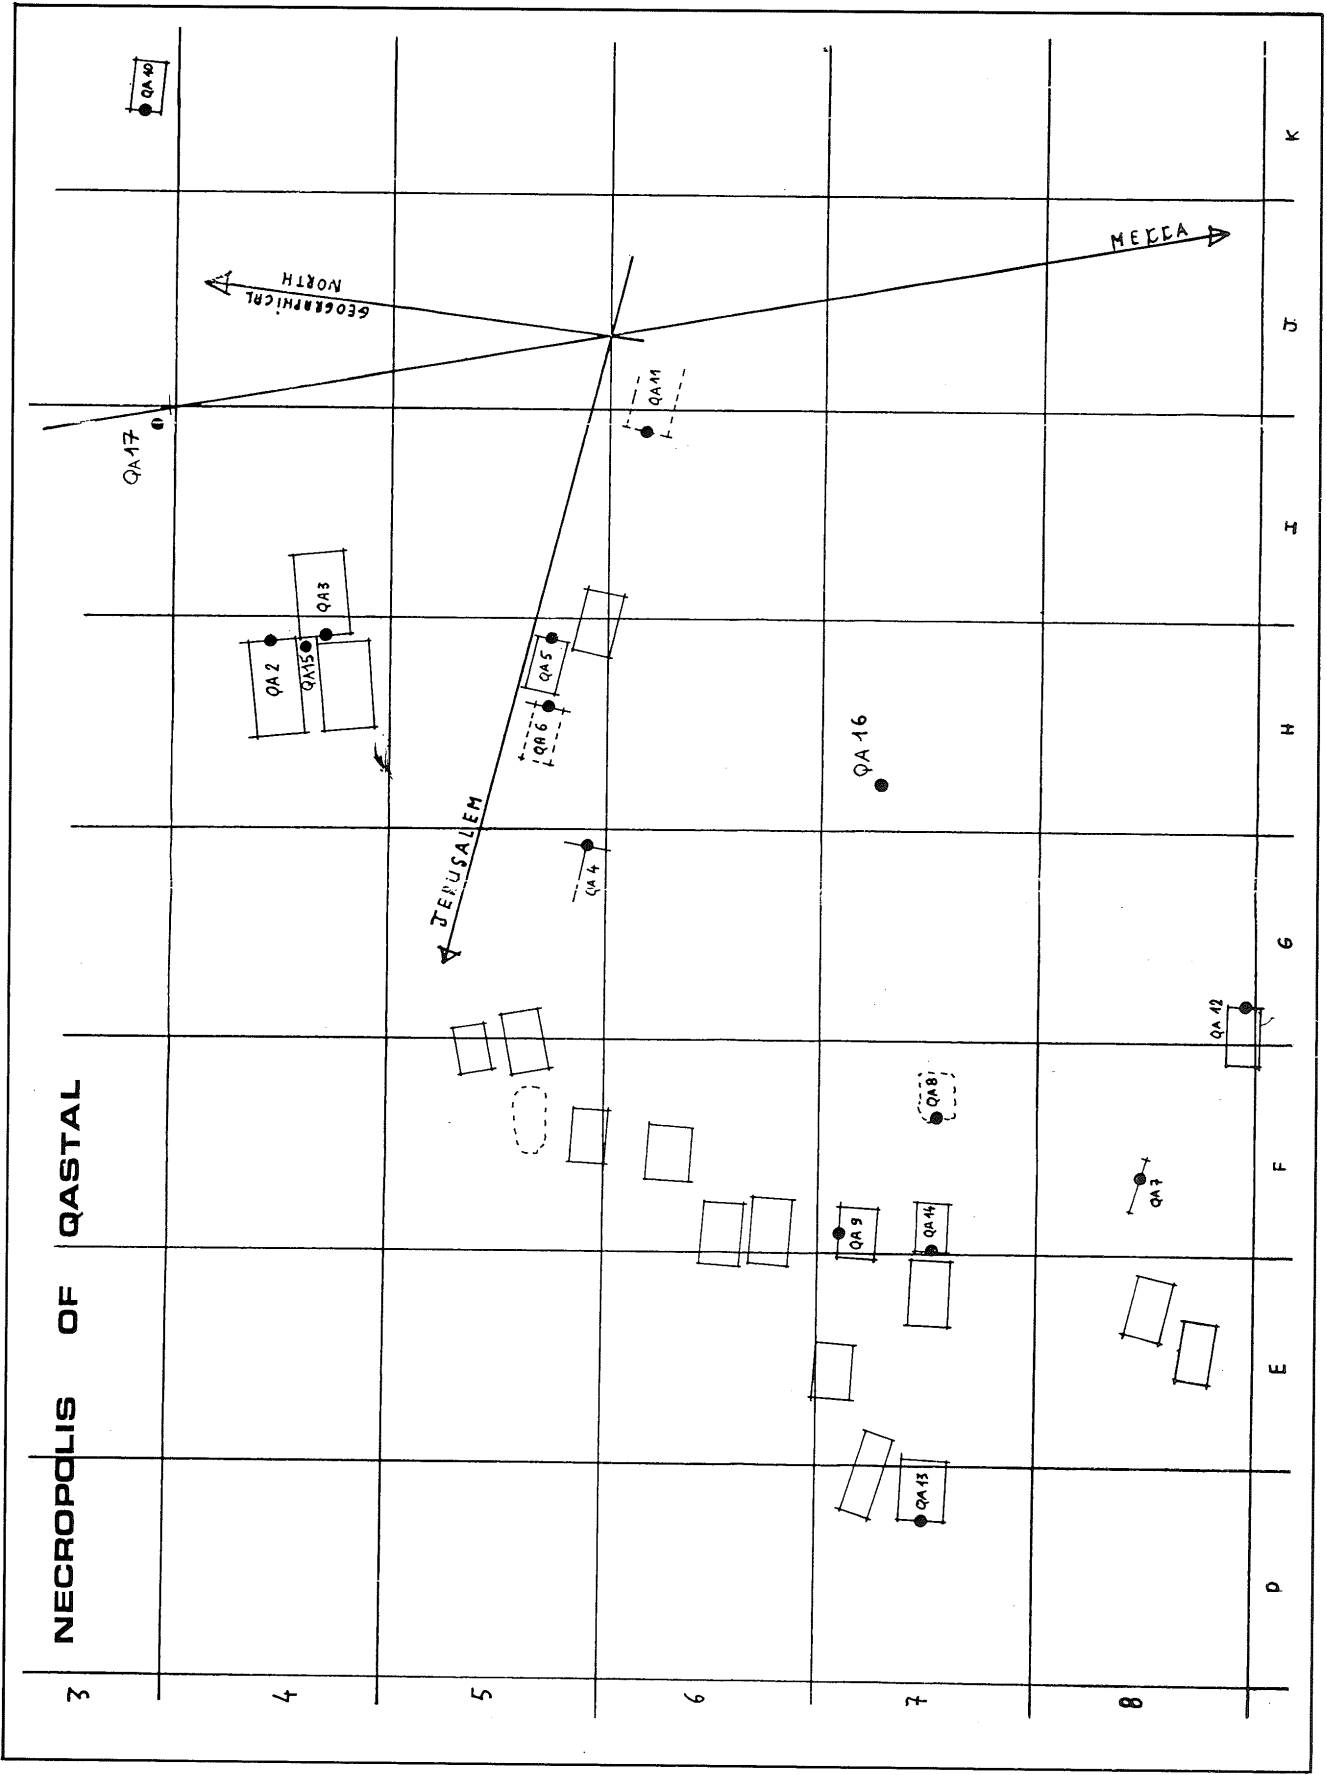 NECROPOLIS OF QASTAL
3
4
5
6
7
8
D
E
F
G
H
I
J
K
QA 10
GEOGRAPHICAL
NORTH
MECCA
JERUSALEM
QA 17
QA 11
QA 3
QA 2
QA 15
QA 5
QA 6
QA 16
QA 4
QA 12
QA 8
QA 7
QA 9
QA 14
QA 13